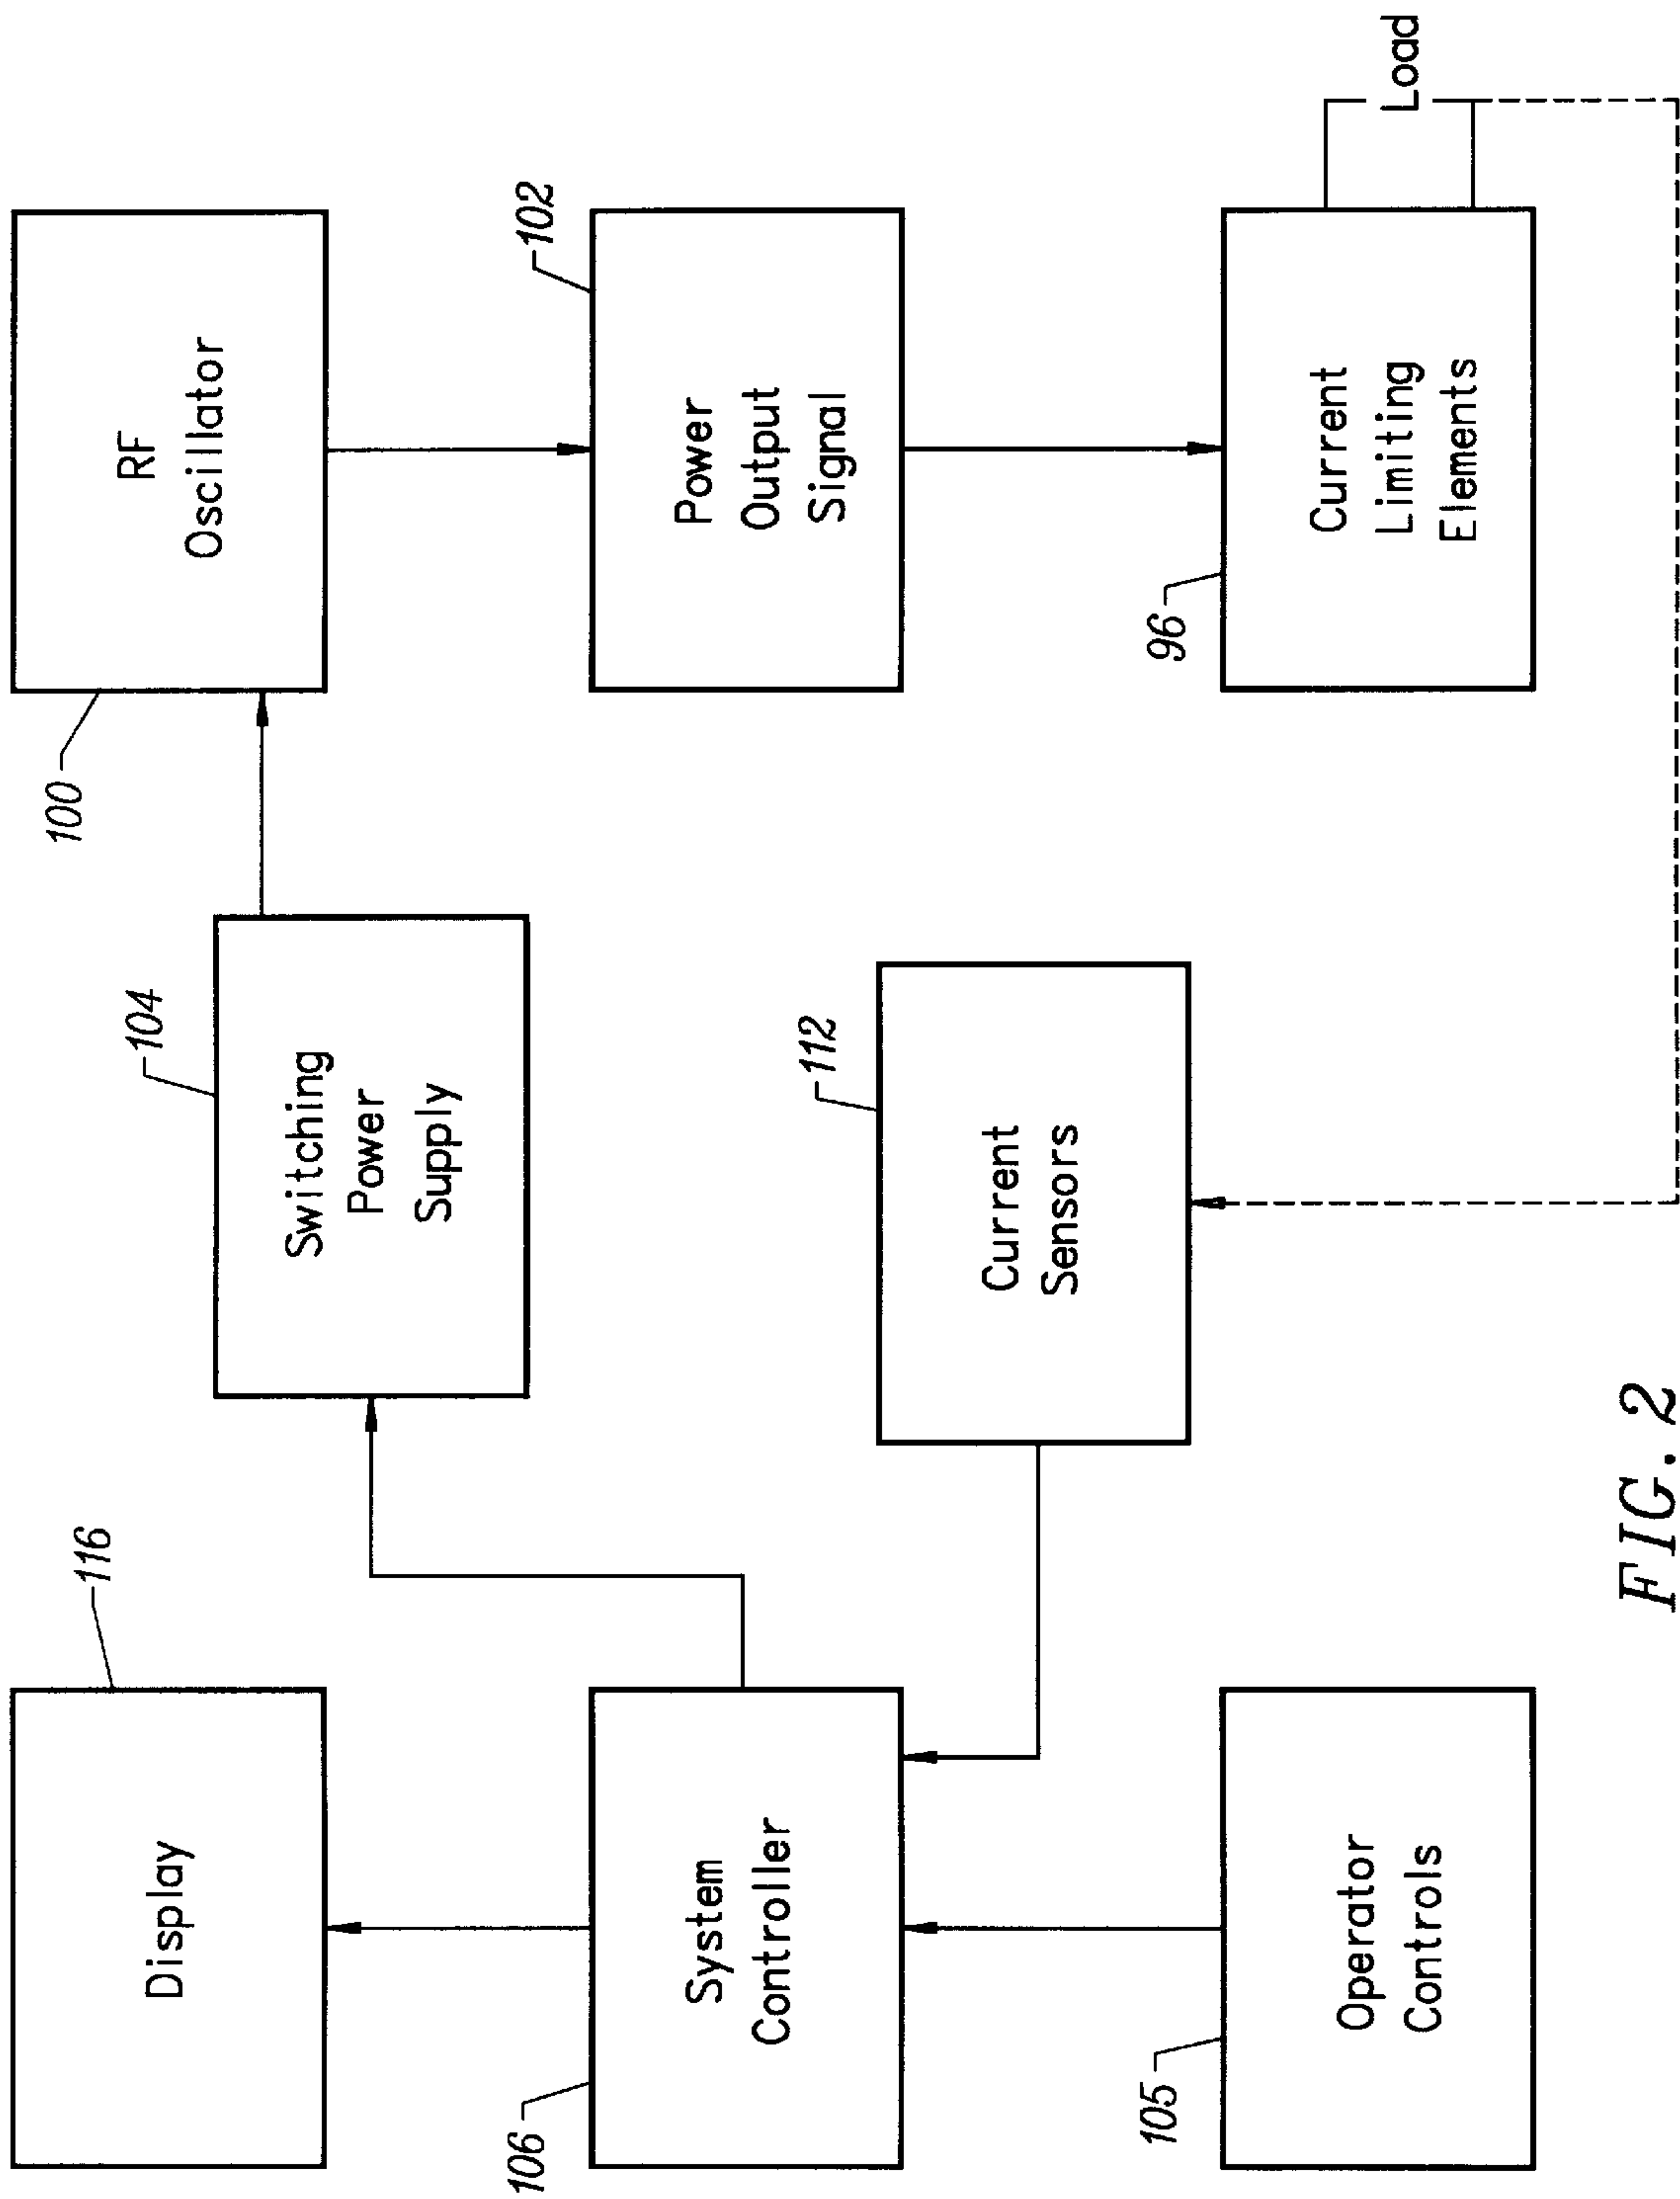 116
Display
106
System
Controller
105
Operator
Controls
104
Switching
Power
Supply
112
Current
Sensors
100
RF
Oscillator
102
Power
Output
Signal
96
Current
Limiting
Elements
Load
FIG. 2